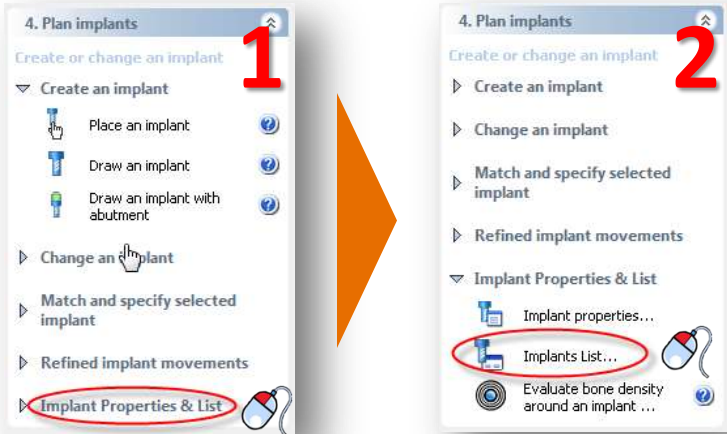 4. Plan implants
1
Create or change an implant
Create an implant
Place an implant
Draw an implant
Draw an implant with
abutment
Change an implant
Match and specify selected
implant
Refined implant movements
Implant Properties & List
4. Plan implants
2
Create or change an implant
Create an implant
Change an implant
Match and specify selected
implant
Refined implant movements
Implant Properties & List
Implant properties...
Implants List...
Evaluate bone density
around an implant ...